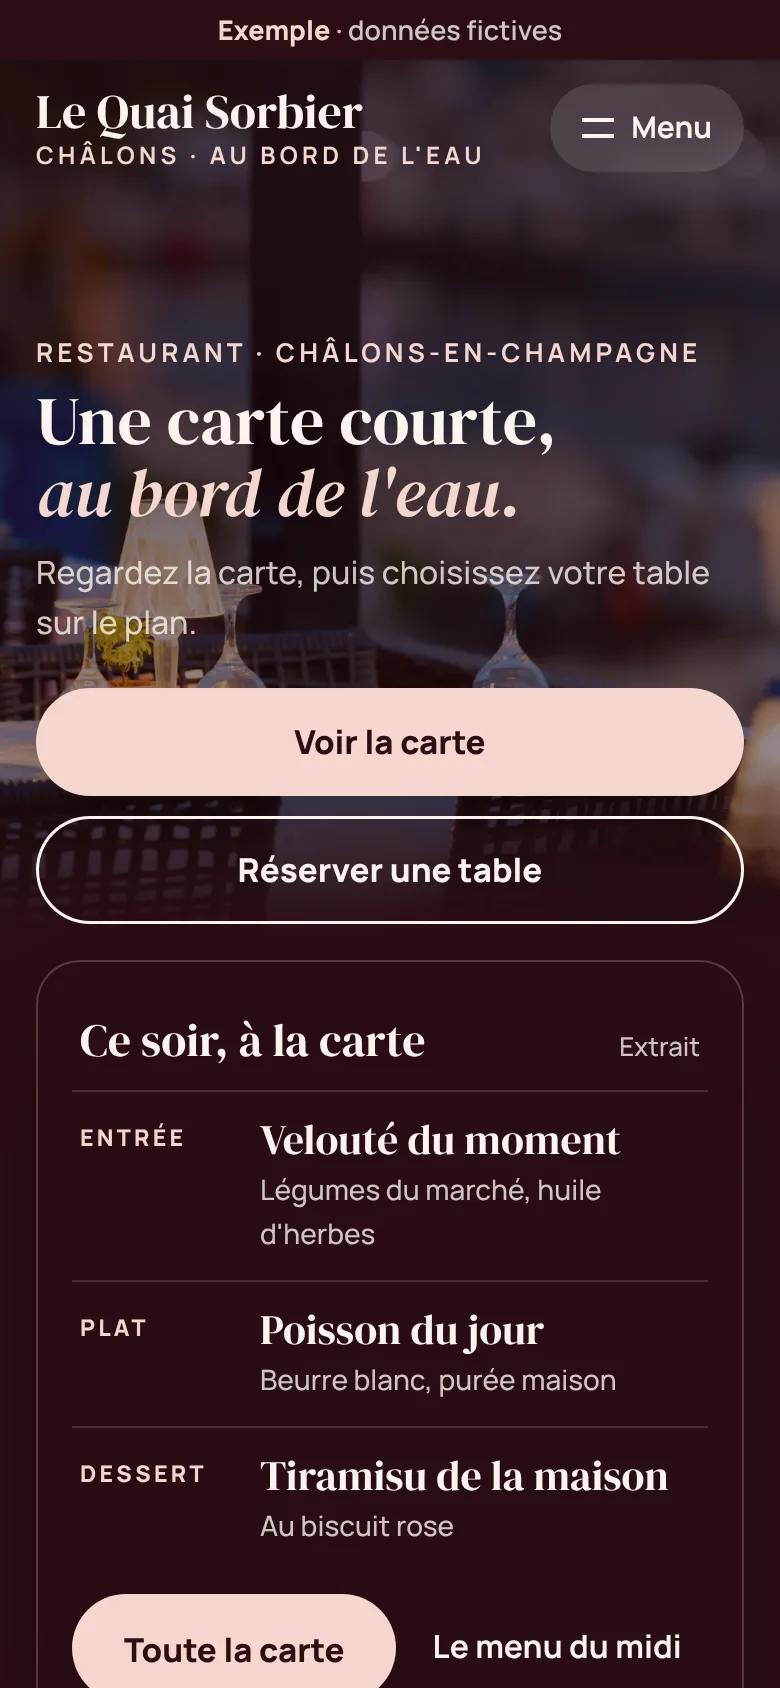 Exemple · données fictives
Le Quai Sorbier
CHÂLONS · AU BORD DE L'EAU
Menu
RESTAURANT · CHÂLONS-EN-CHAMPAGNE
Une carte courte,
au bord de l'eau.
Regardez la carte, puis choisissez votre table
sur le plan.
Voir la carte
Réserver une table
Ce soir, à la carte
Extrait
ENTRÉE
Velouté du moment
Légumes du marché, huile
d'herbes
PLAT
Poisson du jour
Beurre blanc, purée maison
DESSERT
Tiramisu de la maison
Au biscuit rose
Toute la carte
Le menu du midi